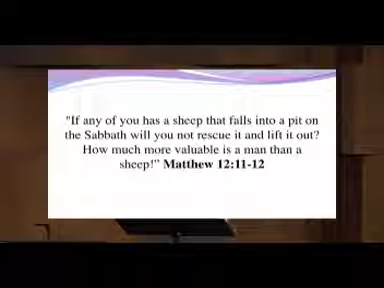 "If any of you has a sheep that falls into a pit on
the Sabbath will you not rescue it and lift it out?
How much more valuable is a man than a
sheep!" Matthew 12:11-12